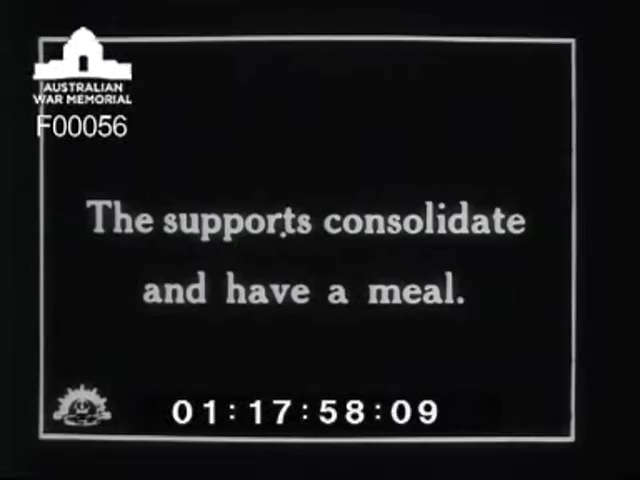 AUSTRALIAN
WAR MEMORIAL
F00056
The supports consolidate
and have a meal.
01:17:58:09